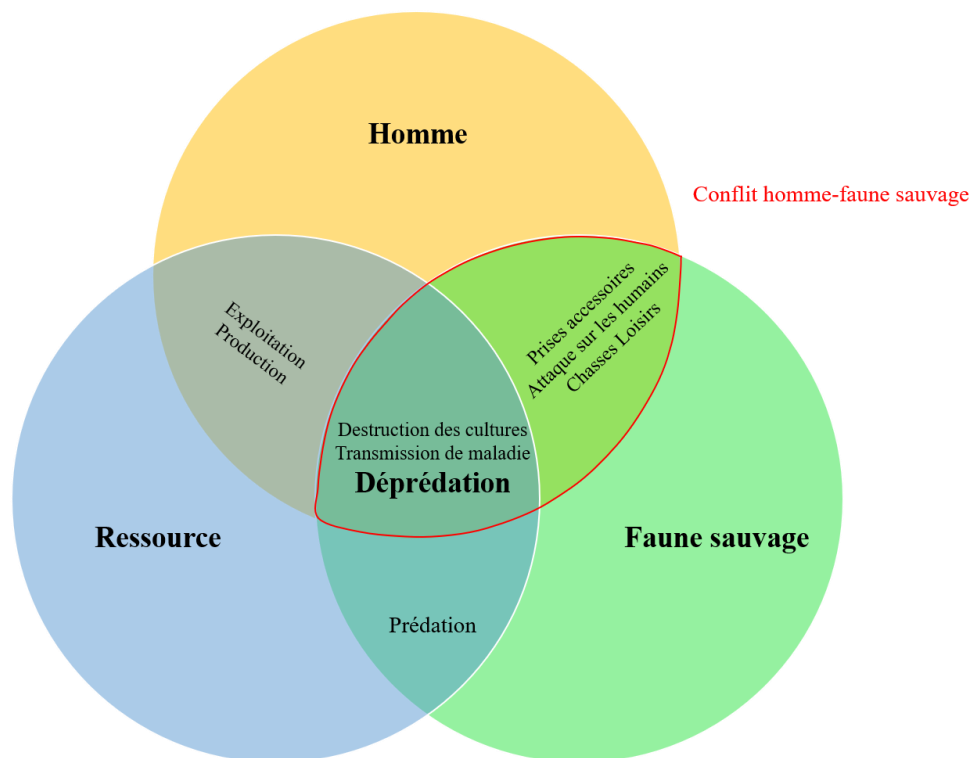 Homme
Conflit homme-faune sauvage
Exploitation
Production
Prises accessoires
Attaque sur les humains
Chasses Loisirs
Destruction des cultures
Transmission de maladie
Déprédation
Ressource
Faune sauvage
Prédation